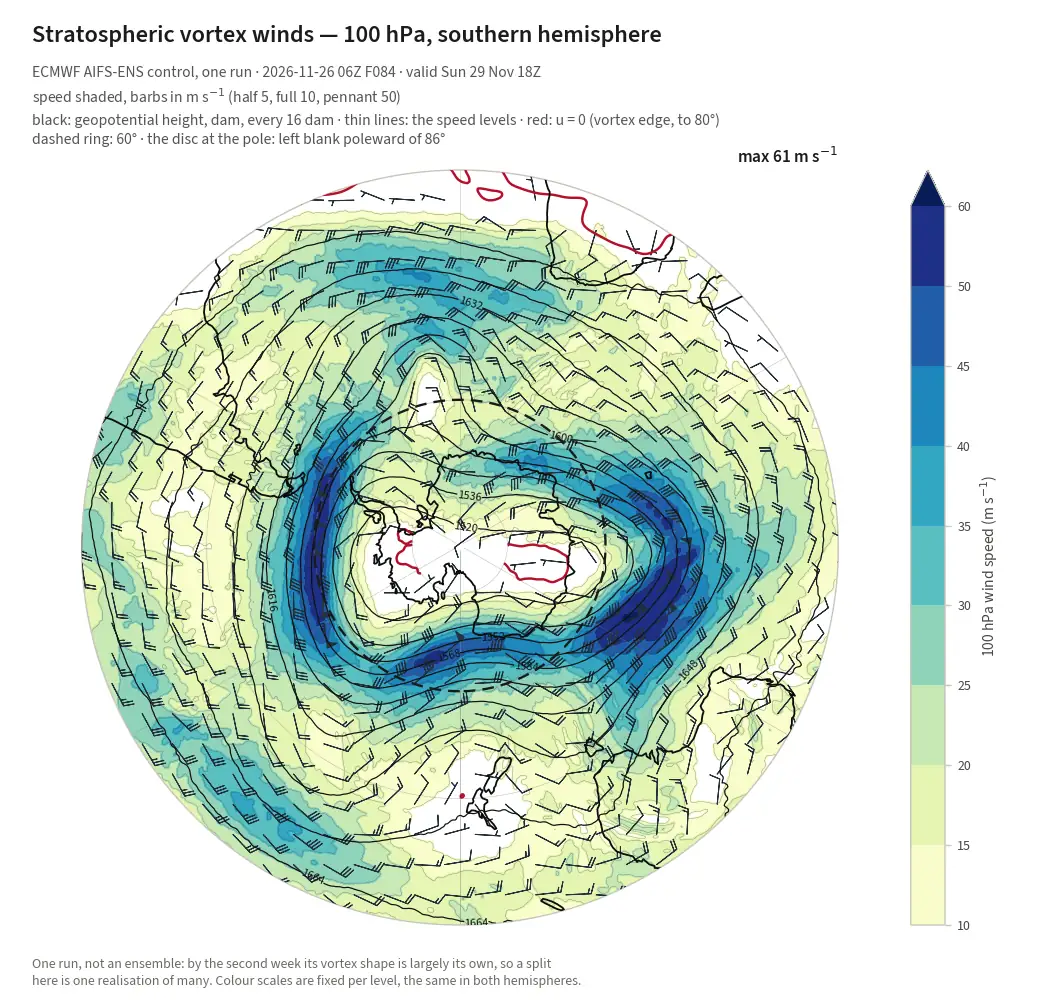 Stratospheric vortex winds — 100 hPa, southern hemisphere
ECMWF AIFS-ENS control, one run · 2026-11-26 06Z F084 · valid Sun 29 Nov 18Z
speed shaded, barbs in m s⁻¹ (half 5, full 10, pennant 50)
black: geopotential height, dam, every 16 dam · thin lines: the speed levels · red: u = 0 (vortex edge, to 80°)
dashed ring: 60° · the disc at the pole: left blank poleward of 86°
max 61 m s⁻¹
60
50
45
40
35
30
25
20
15
10
100 hPa wind speed (m s⁻¹)
1632
1600
1536
1520
1616
1552
1568
1584
1648
1664
1664
One run, not an ensemble: by the second week its vortex shape is largely its own, so a split
here is one realisation of many. Colour scales are fixed per level, the same in both hemispheres.